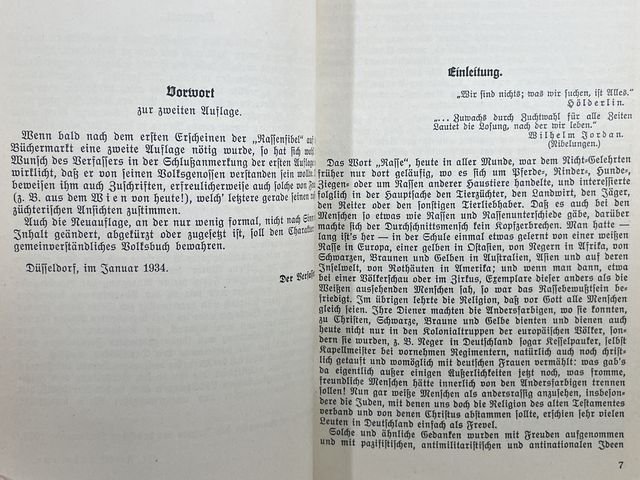 Vorwort
zur zweiten Auflage.
Wenn bald nach dem ersten Erscheinen der „Rassenfibel“ auf
Büchermarkt eine zweite Auflage nötig wurde, so hat sich wohl
Wunsch des Verfassers in der Schlußanmerkung der ersten Auflage
wirklicht, daß er von seinen Volksgenossen verstanden sein wolle.
beweisen ihm auch Zuschriften, erfreulicherweise auch solche von
(z. B. aus dem Wien von heute!), welch' letztere gerade seinen
züchterischen Ansichten zustimmen.
Auch die Neuauflage, an der nur wenig formal, nicht nach
Inhalt geändert, abgekürzt oder zugesetzt ist, soll den Charakter
gemeinverständliches Volksbuch bewahren.
Düsseldorf, im Januar 1934.
Der
Einleitung.
„Wir sind nichts; was wir suchen, ist Alles.“
Hölderlin.
„... Zuwachs durch Zuchtwahl für alle Zeiten
Lautet die Losung, nach der wir leben.“
Wilhelm Jordan.
(Nibelungen.)
Das Wort „Rasse“, heute in aller Munde, war dem Nicht-Gelehrten
früher nur dort geläufig, wo es sich um Pferde-, Rinder-, Hunde-,
Ziegen- oder um Rassen anderer Haustiere handelte, und interessierte
folglich in der Hauptsache den Tierzüchter, den Landwirt, den Jäger,
den Reiter oder den sonstigen Tierliebhaber. Daß es auch bei den
Menschen so etwas wie Rassen und Rassenunterschiede gäbe, darüber
machte sich der Durchschnittsmensch kein Kopfzerbrechen. Man hatte —
lang ist's her — in der Schule einmal etwas gelernt von einer weißen
Rasse in Europa, einer gelben in Ostasien, von Negern in Afrika, von
Schwarzen, Braunen und Gelben in Australien, Asien und auf deren
Inselwelt, von Rothäuten in Amerika; und wenn man dann, etwa
bei einer Völkerschau oder im Zirkus, Exemplare dieser anders als die
Weißen aussehenden Menschen sah, so war das Rassebewußtsein be-
friedigt. Im übrigen lehrte die Religion, daß vor Gott alle Menschen
gleich seien. Ihre Diener machten die Andersfarbigen, wo sie konnten,
zu Christen, Schwarze, Braune und Gelbe dienten und dienen auch
heute nicht nur in den Kolonialtruppen der europäischen Völker, son-
dern sie wurden, z. B. Neger in Deutschland sogar Kesselpauker, selbst
Kapellmeister bei vornehmen Regimentern, natürlich auch noch christ-
lich getauft und womöglich mit deutschen Frauen vermählt: was gab's
da eigentlich außer einigen Äußerlichkeiten jetzt noch, was fromme,
freundliche Menschen hätte innerlich von den Andersfarbigen trennen
sollen! Nun gar weiße Menschen als andersrassig anzusehen, insbeson-
dere die Juden, mit denen uns doch die Religion des alten Testamentes
verband und von denen Christus abstammen sollte, erschien sehr vielen
Leuten in Deutschland einfach als Frevel.
Solche und ähnliche Gedanken wurden mit Freuden aufgenommen
und mit pazifistischen, antimilitaristischen und antinationalen Ideen
7